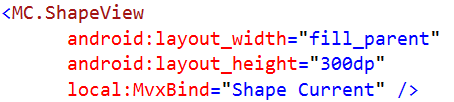 <MC.ShapeView
android:layout_width="fill_parent"
android:layout_height="300dp"
local:MvxBind="Shape Current" />